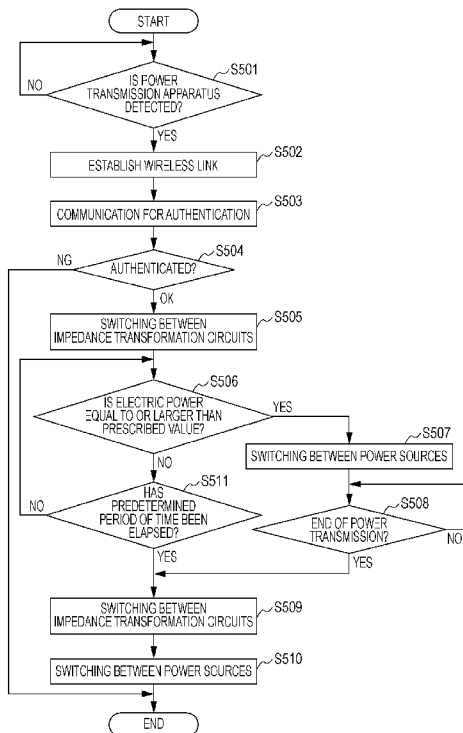 START
S501
IS POWER
TRANSMISSION APPARATUS
DETECTED?
NO
YES
S502
ESTABLISH WIRELESS LINK
S503
COMMUNICATION FOR AUTHENTICATION
S504
NG
AUTHENTICATED?
OK
S505
SWITCHING BETWEEN
IMPEDANCE TRANSFORMATION CIRCUITS
S506
IS ELECTRIC POWER
EQUAL TO OR LARGER THAN
PRESCRIBED VALUE?
YES
S507
SWITCHING BETWEEN POWER SOURCES
NO
S511
HAS
PREDETERMINED
PERIOD OF TIME BEEN
ELAPSED?
NO
YES
S508
END OF POWER
TRANSMISSION?
NO
YES
S509
SWITCHING BETWEEN
IMPEDANCE TRANSFORMATION CIRCUITS
S510
SWITCHING BETWEEN POWER SOURCES
END